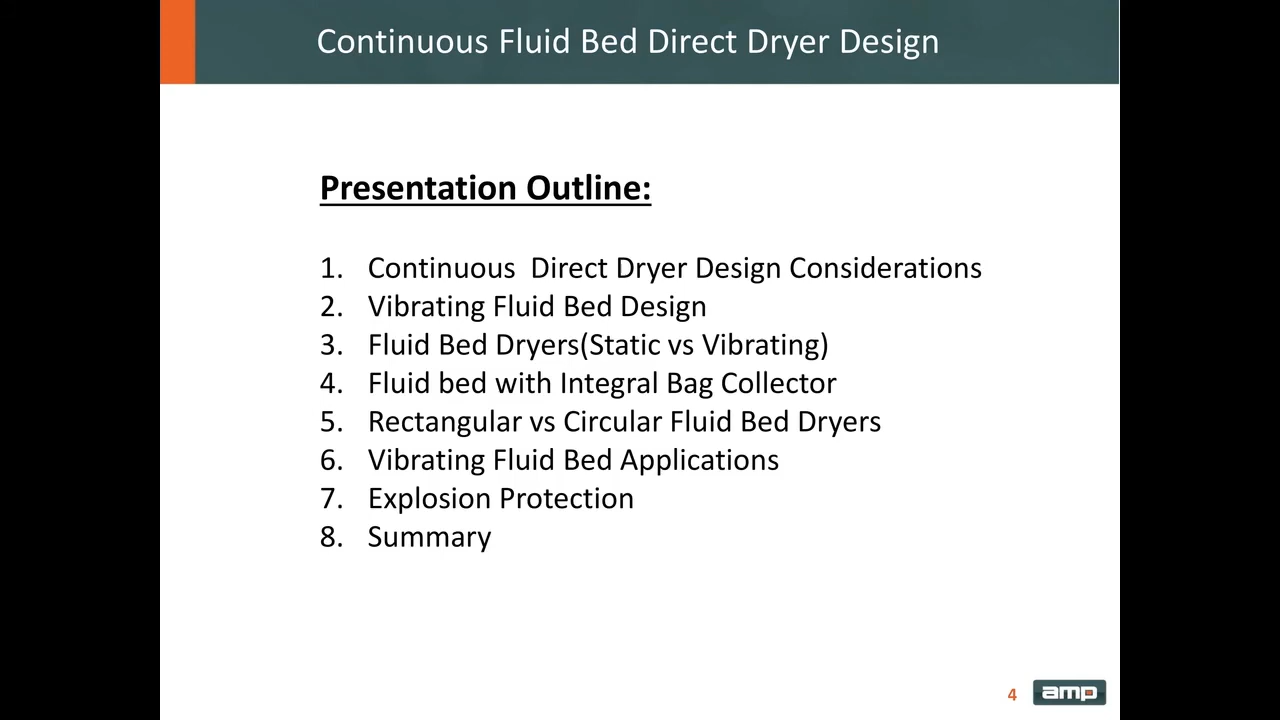 Continuous Fluid Bed Direct Dryer Design
Presentation Outline:
1. Continuous  Direct Dryer Design Considerations
2. Vibrating Fluid Bed Design
3. Fluid Bed Dryers(Static vs Vibrating)
4. Fluid bed with Integral Bag Collector
5. Rectangular vs Circular Fluid Bed Dryers
6. Vibrating Fluid Bed Applications
7. Explosion Protection
8. Summary
4
amp